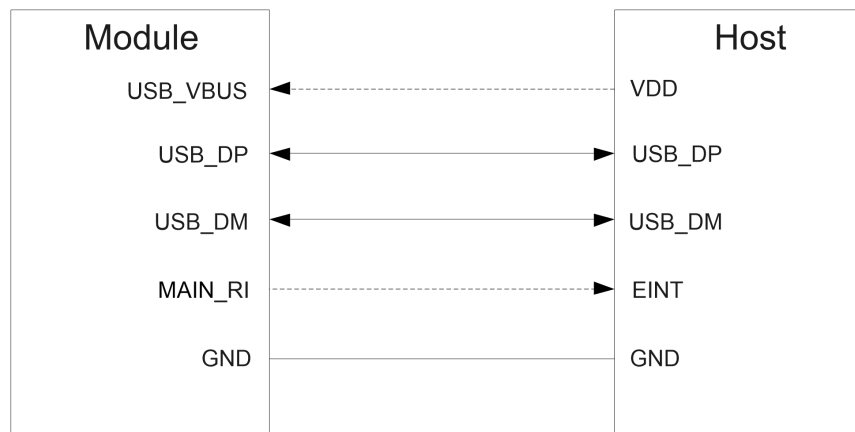 Module Host
USB_VBUS VDD
USB_DP USB_DP
USB_DM USB_DM
MAIN_RI EINT
GND GND